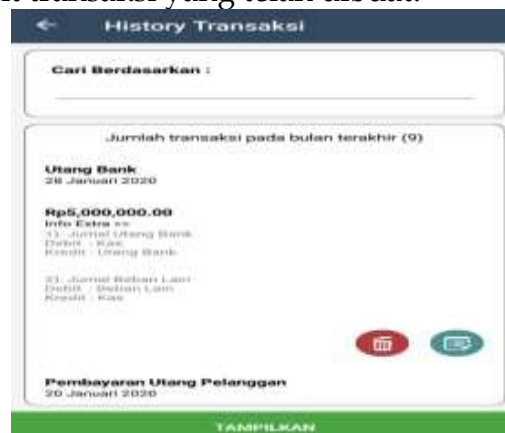 transaksi yang telah dibuat.
History Transaksi
Cari Berdasarkan :
Jumlah transaksi pada bulan terakhir (9)
Utang Bank
28 Januari 2020
Rp5,000,000.00
Info Extra >>
1). Jurnal Utang Bank
Debit : Kas
Kredit : Utang Bank
2). Jurnal Beban Lain
Debit : Beban Lain
Kredit : Kas
Pembayaran Utang Pelanggan
20 Januari 2020
TAMPILKAN